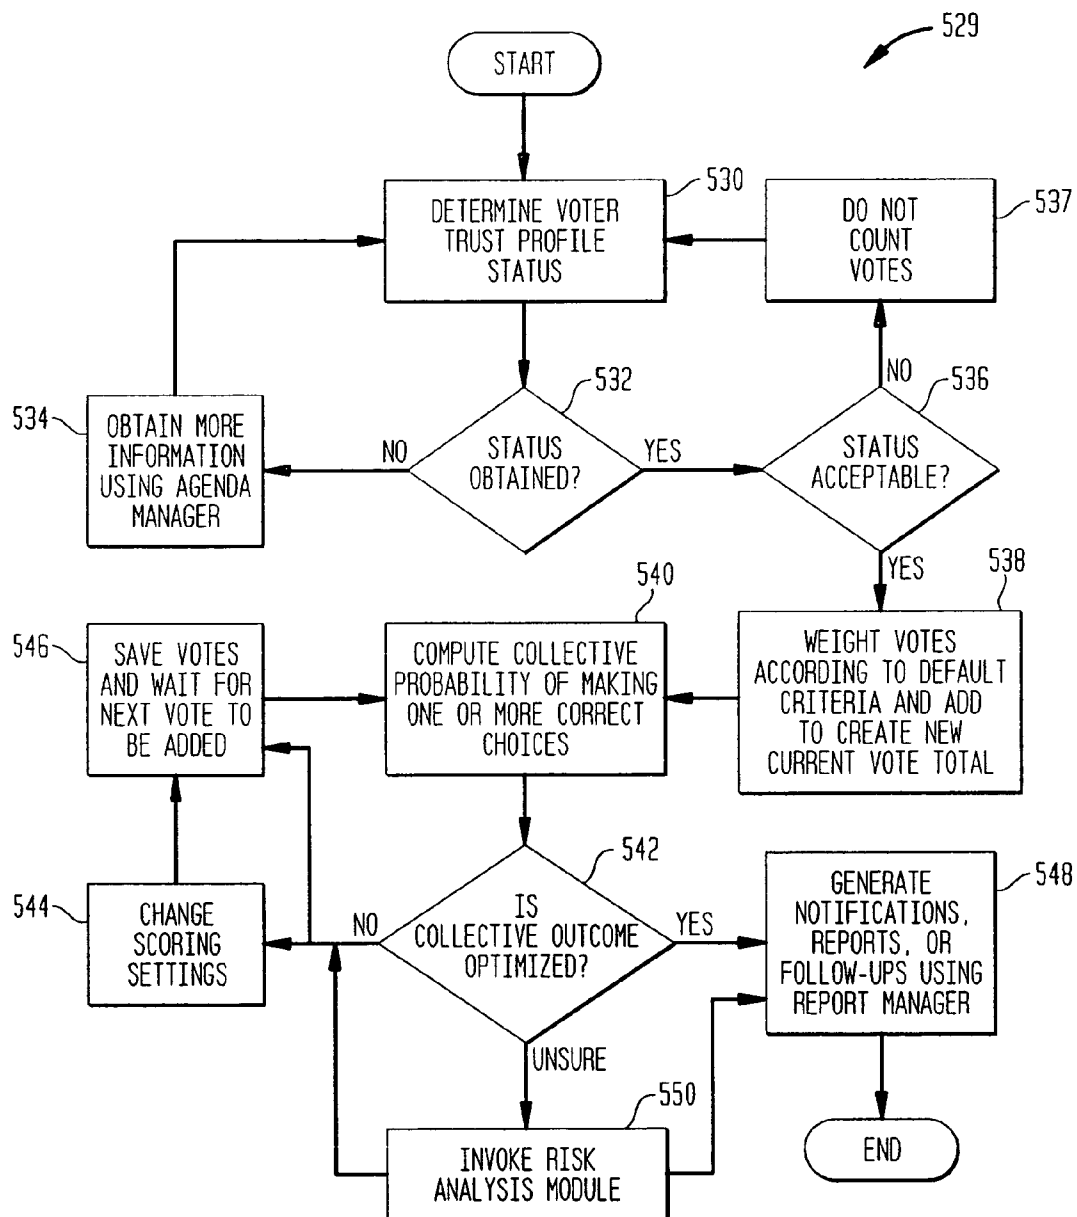 529
START
530
DETERMINE VOTER
TRUST PROFILE
STATUS
537
DO NOT
COUNT
VOTES
532
STATUS
OBTAINED?
NO
YES
534
OBTAIN MORE
INFORMATION
USING AGENDA
MANAGER
536
STATUS
ACCEPTABLE?
NO
YES
538
WEIGHT VOTES
ACCORDING TO DEFAULT
CRITERIA AND ADD
TO CREATE NEW
CURRENT VOTE TOTAL
540
COMPUTE COLLECTIVE
PROBABILITY OF MAKING
ONE OR MORE CORRECT
CHOICES
546
SAVE VOTES
AND WAIT FOR
NEXT VOTE TO
BE ADDED
542
IS
COLLECTIVE OUTCOME
OPTIMIZED?
NO
YES
UNSURE
544
CHANGE
SCORING
SETTINGS
548
GENERATE
NOTIFICATIONS,
REPORTS, OR
FOLLOW-UPS USING
REPORT MANAGER
550
INVOKE RISK
ANALYSIS MODULE
END